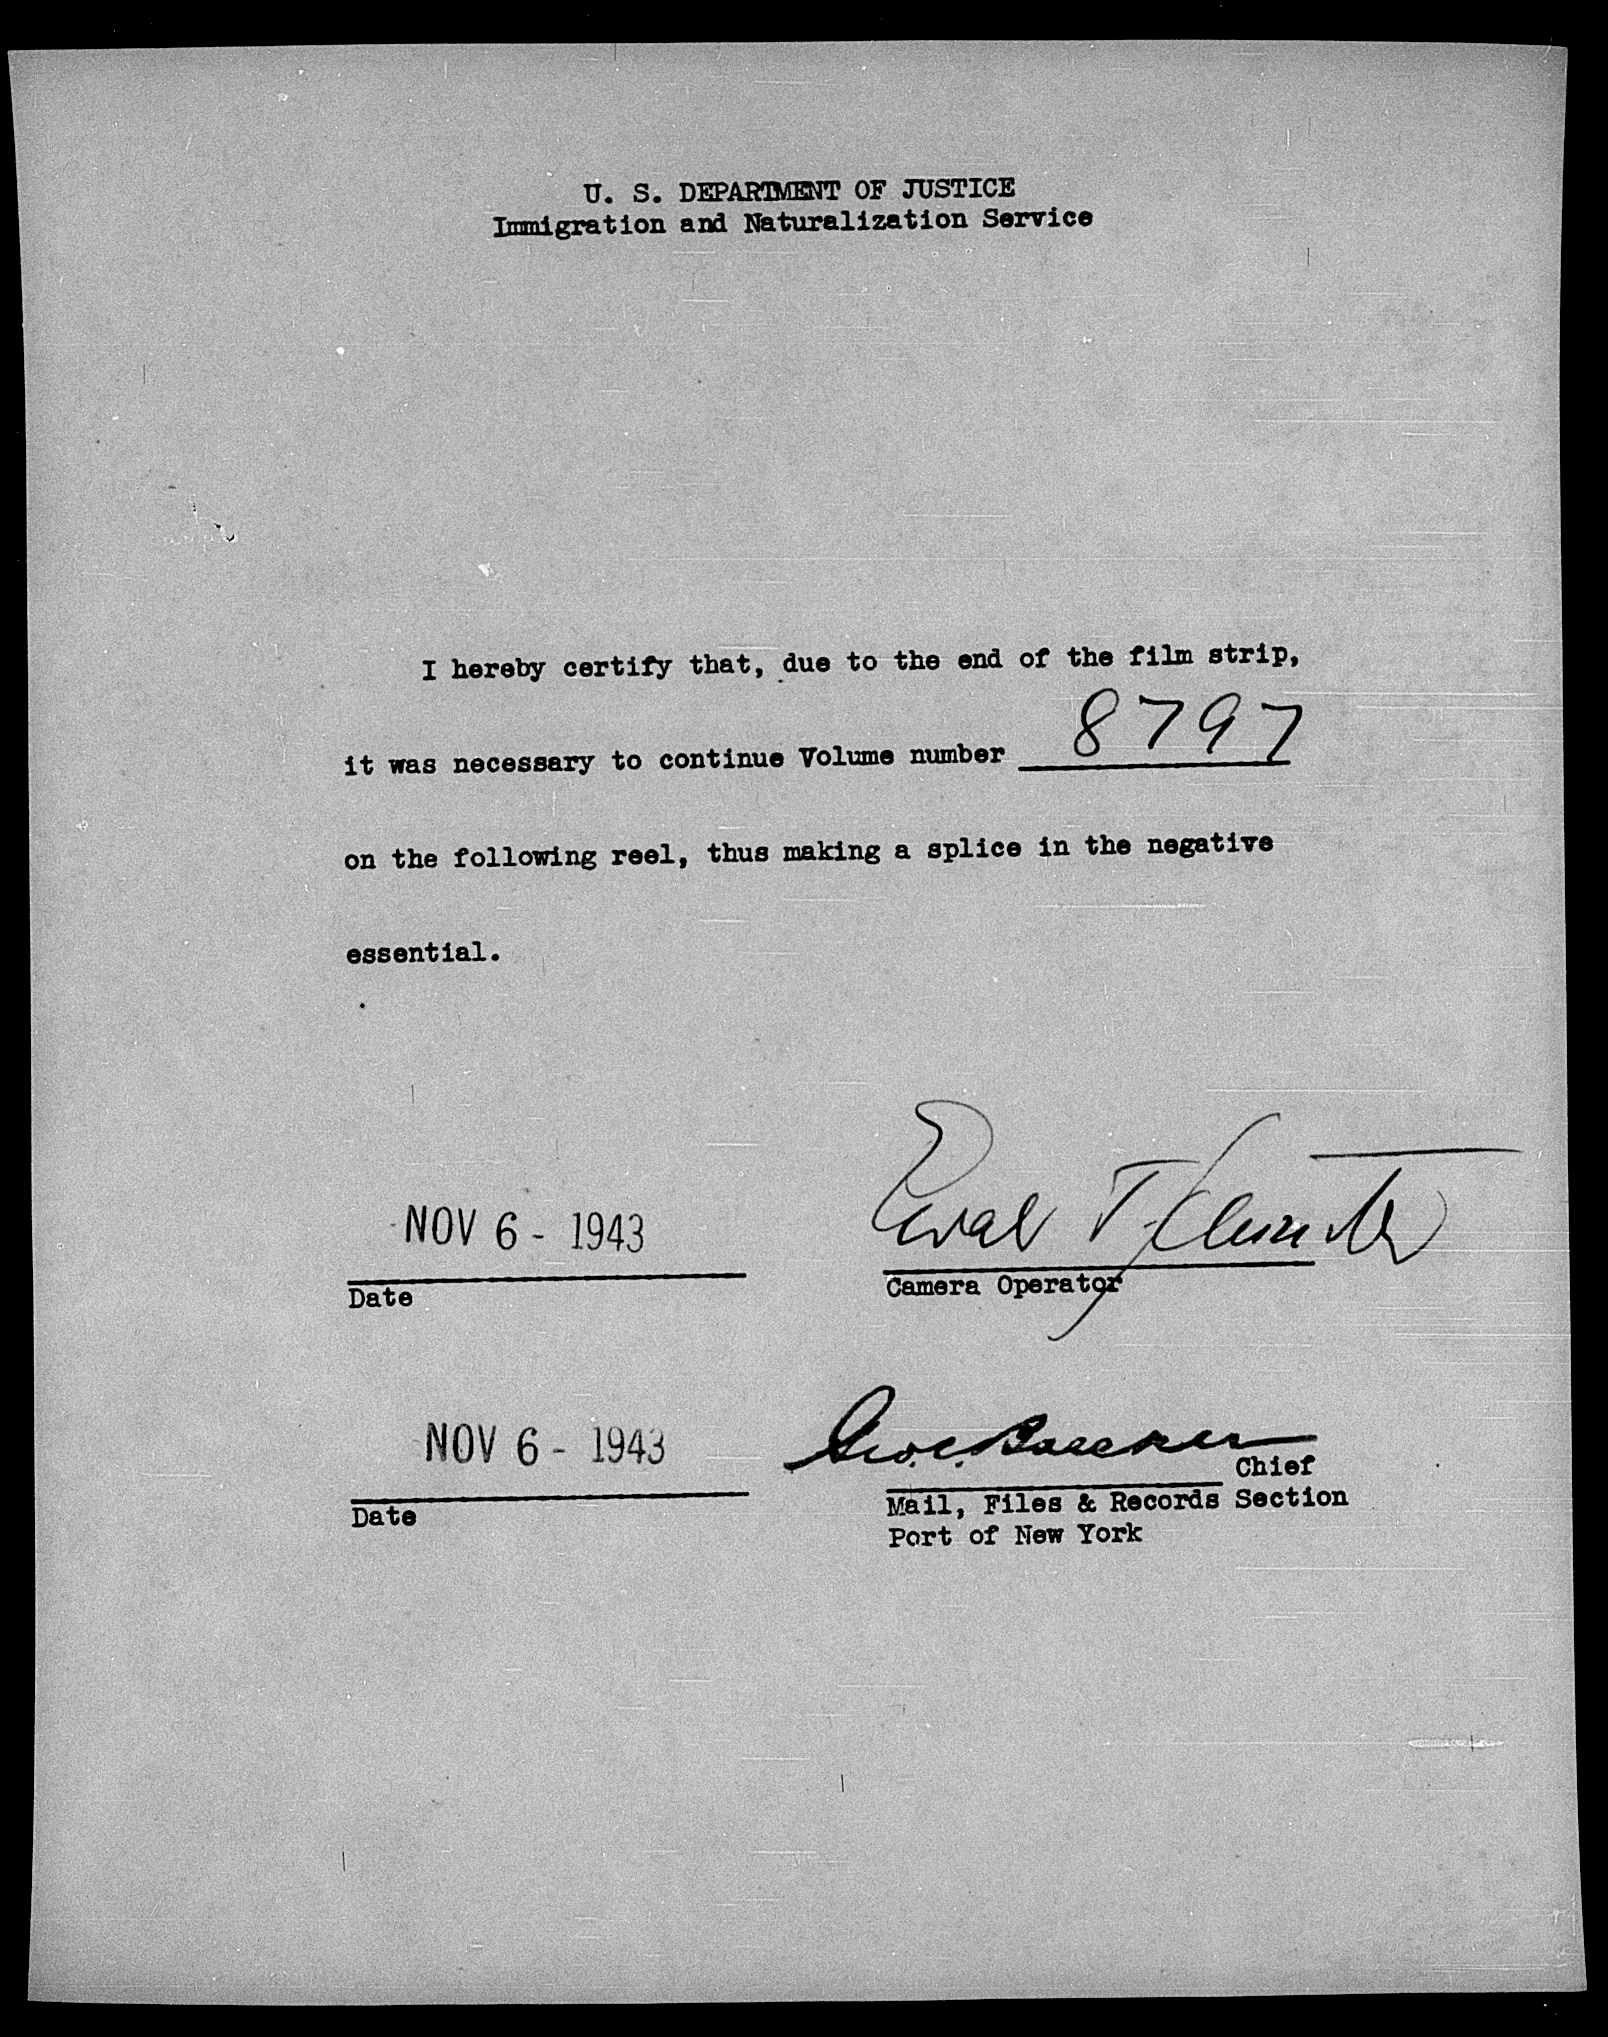 U. S. DEPARTMENT OF JUSTICE
Immigration and Naturalization Service
I hereby certify that, due to the end of the film strip,
it was necessary to continue Volume number 8797
on the following reel, thus making a splice in the negative
essential.
NOV 6 - 1943
Date
Camera Operator
NOV 6 - 1943
Geo. C.
Chief
Date
Mail, Files & Records Section
Port of New York